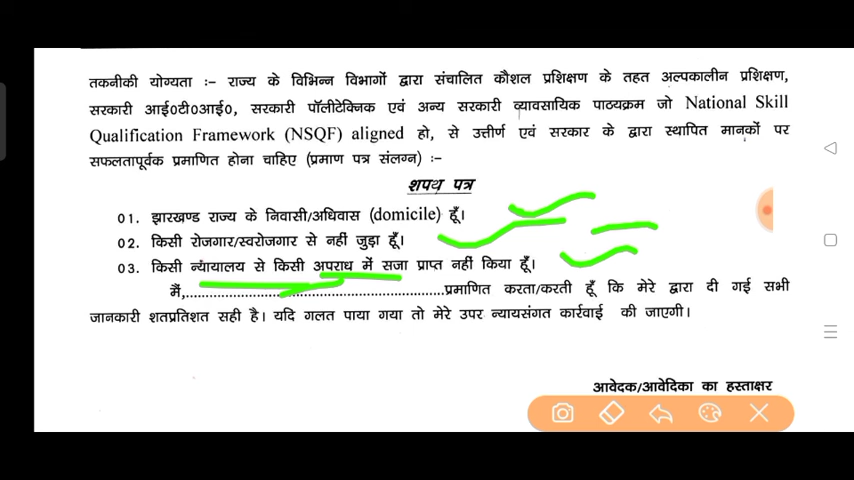 तकनीकी योग्यता :– राज्य के विभिन्न विभागों द्वारा संचालित कौशल प्रशिक्षण के तहत अल्पकालीन प्रशिक्षण,
सरकारी आई०टी०आई०, सरकारी पॉलीटेक्निक एवं अन्य सरकारी व्यावसायिक पाठ्यक्रम जो National Skill
Qualification Framework (NSQF) aligned हो, से उत्तीर्ण एवं सरकार के द्वारा स्थापित मानकों पर
सफलतापूर्वक प्रमाणित होना चाहिए (प्रमाण पत्र संलग्न) :–
शपथ पत्र
01. झारखण्ड राज्य के निवासी/अधिवास (domicile) हूँ।
02. किसी रोजगार/स्वरोजगार से नहीं जुड़ा हूँ।
03. किसी न्यायालय से किसी अपराध में सजा प्राप्त नहीं किया हूँ।
मैं,.....................................................प्रमाणित करता/करती हूँ कि मेरे द्वारा दी गई सभी
जानकारी शतप्रतिशत सही है। यदि गलत पाया गया तो मेरे उपर न्यायसंगत कार्रवाई की जाएगी।
आवेदक/आवेदिका का हस्ताक्षर